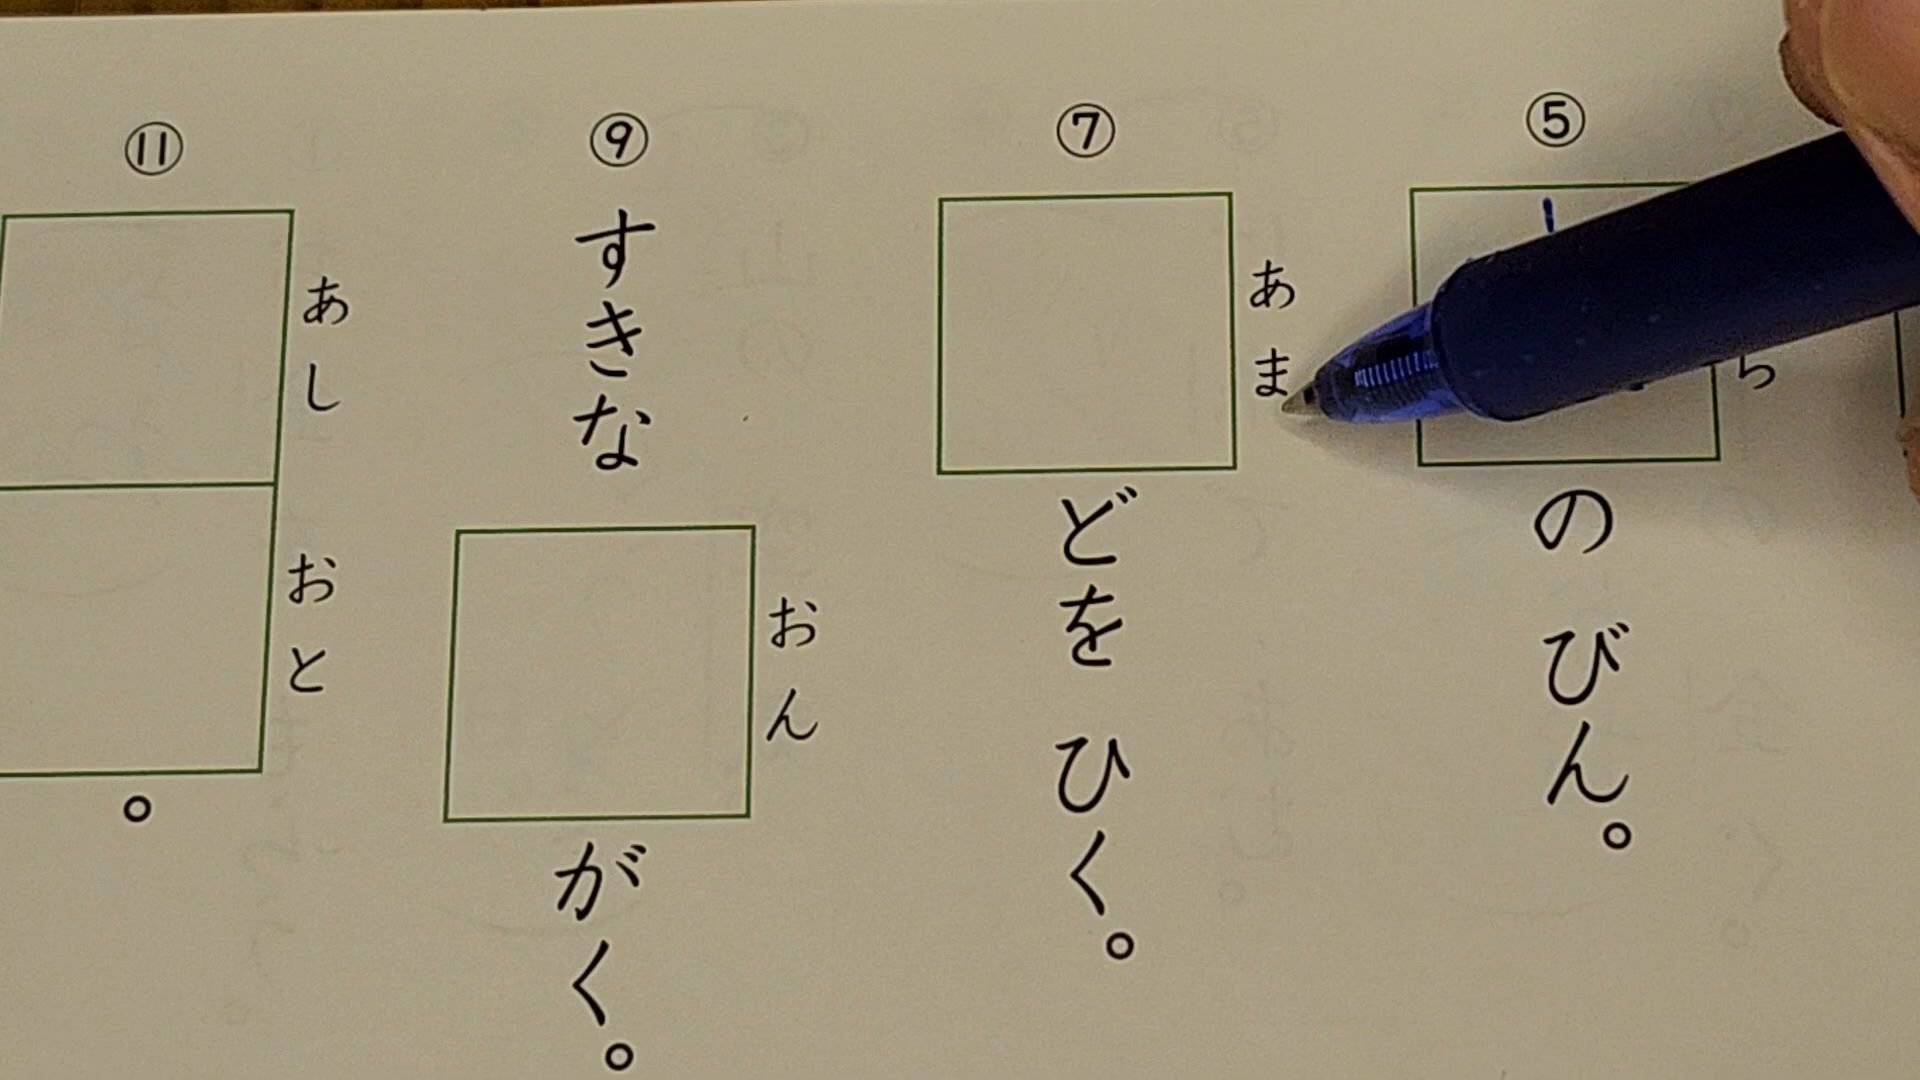 ⑤
ら
の びん。
⑦
あま
どを ひく。
⑨
すきな
おん
がく。
⑪
あし
おと
。